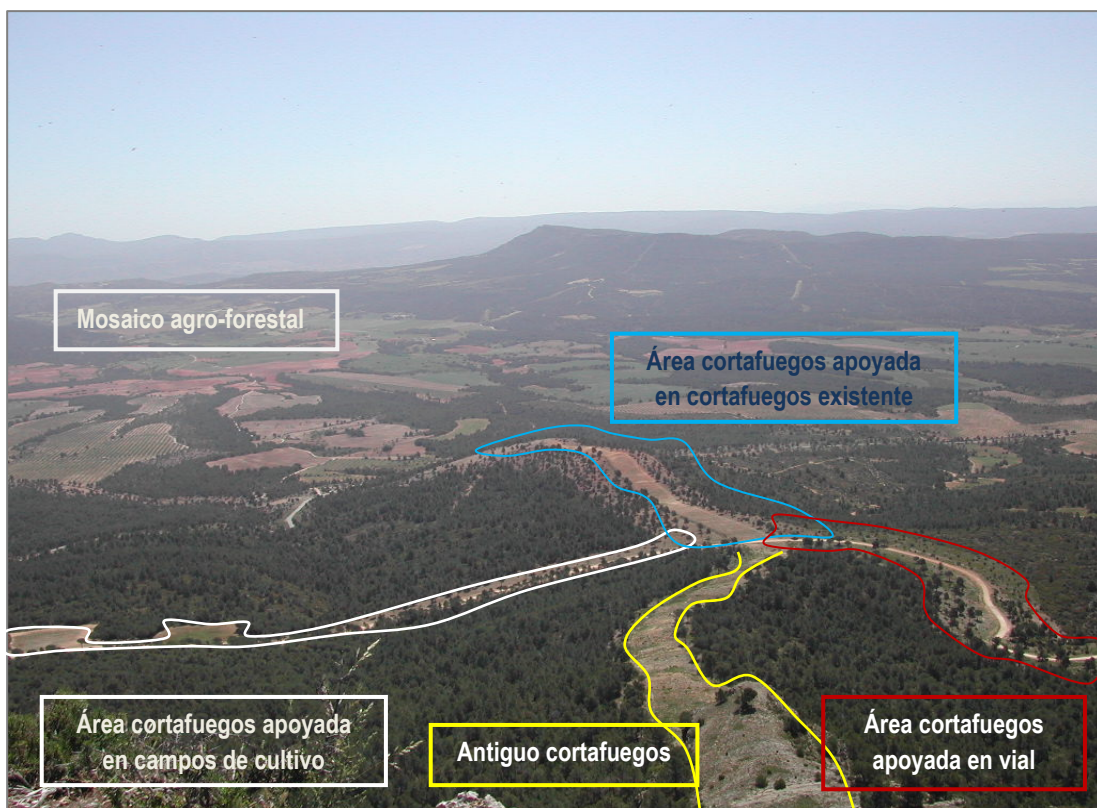 Mosaico agro-forestal
Área cortafuegos apoyada
en cortafuegos existente
Área cortafuegos apoyada
en campos de cultivo
Antiguo cortafuegos
Área cortafuegos
apoyada en vial